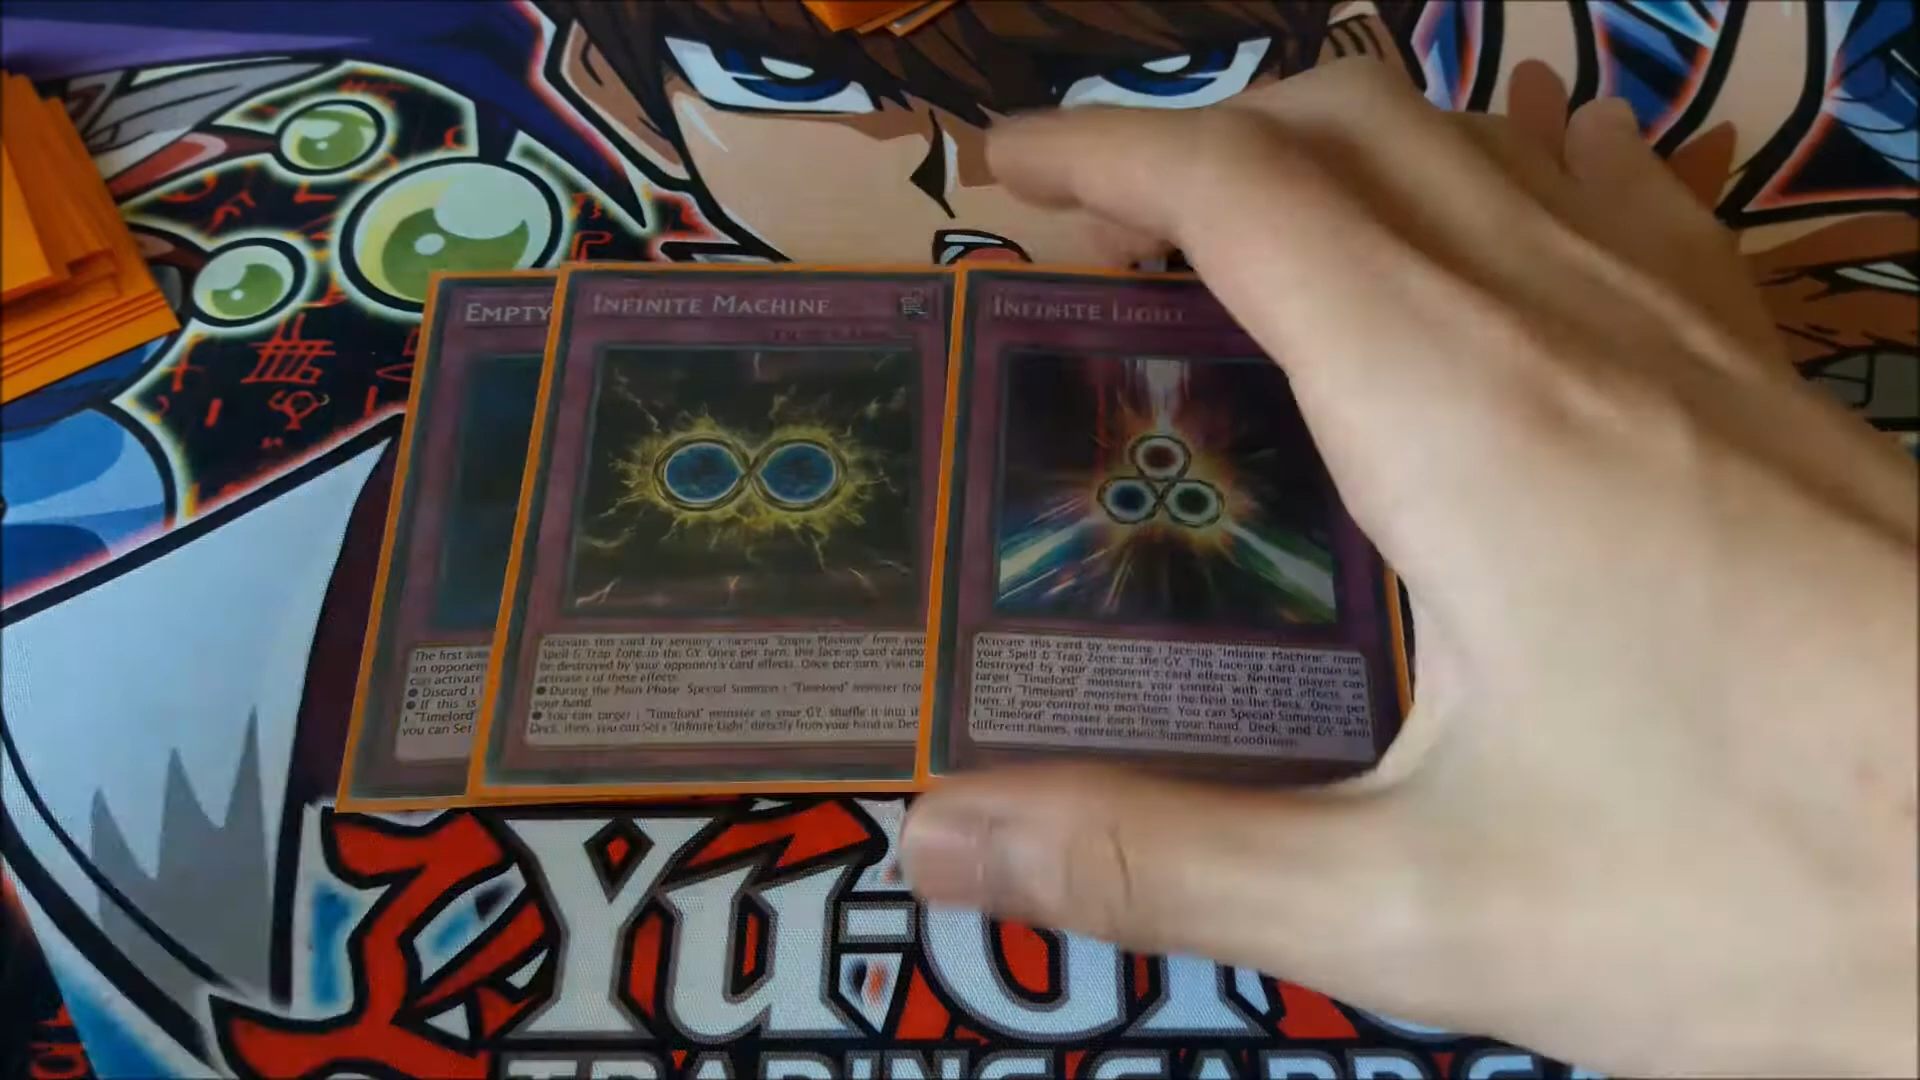 EMPTY
INFINITE MACHINE
INFINITE LIGHT
The first
an opponen
can activate
● Discard 1
● If this is
1 "Timelord"
you can Set
Activate this card by sending 1 face-up "Empty Machine" from your
Spell & Trap Zone to the GY. Once per turn, this face-up card cannot
be destroyed by your opponent's card effects. Once per turn: you can
activate 1 of these effects.
● During the Main Phase: Special Summon 1 "Timelord" monster from
your hand.
● You can target 1 "Timelord" monster in your GY; shuffle it into the
Deck, then, you can Set 1 "Infinite Light" directly from your hand or Deck
Activate this card by sending 1 face-up "Infinite Machine" from
your Spell & Trap Zone to the GY. This face-up card cannot be
destroyed by your opponent's card effects. Neither player can
target "Timelord" monsters you control with card effects, or
return "Timelord" monsters from the field to the Deck. Once per
turn, if you control no monsters: You can Special Summon up to
1 "Timelord" monster each from your hand, Deck, and GY, with
different names, ignoring their Summoning conditions.
YU-GI
TRADING CARD GA